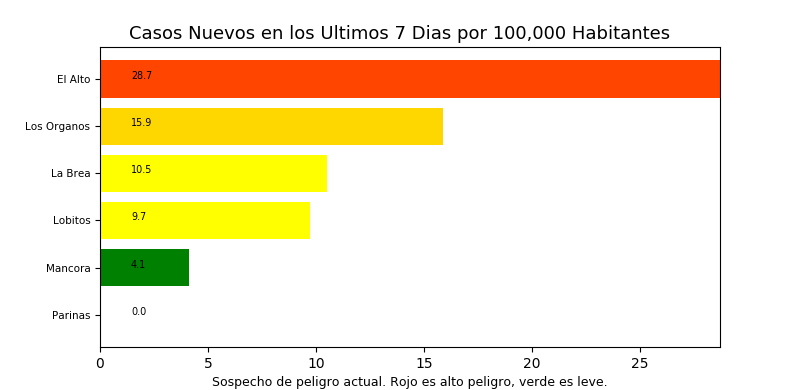 Casos Nuevos en los Ultimos 7 Dias por 100,000 Habitantes
El Alto 28.7
Los Organos 15.9
La Brea 10.5
Lobitos 9.7
Mancora 4.1
Parinas 0.0
0 5 10 15 20 25
Sospecho de peligro actual. Rojo es alto peligro, verde es leve.